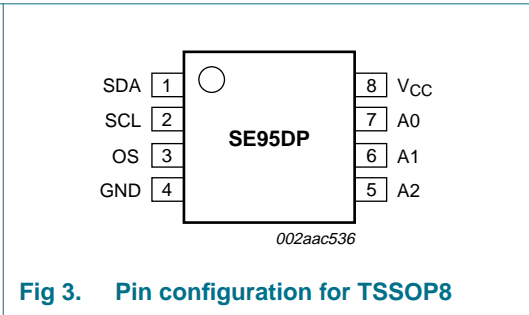 SDA 1 8 VCC
SCL 2 7 A0
SE95DP
OS 3 6 A1
GND 4 5 A2
002aac536
Fig 3. Pin configuration for TSSOP8